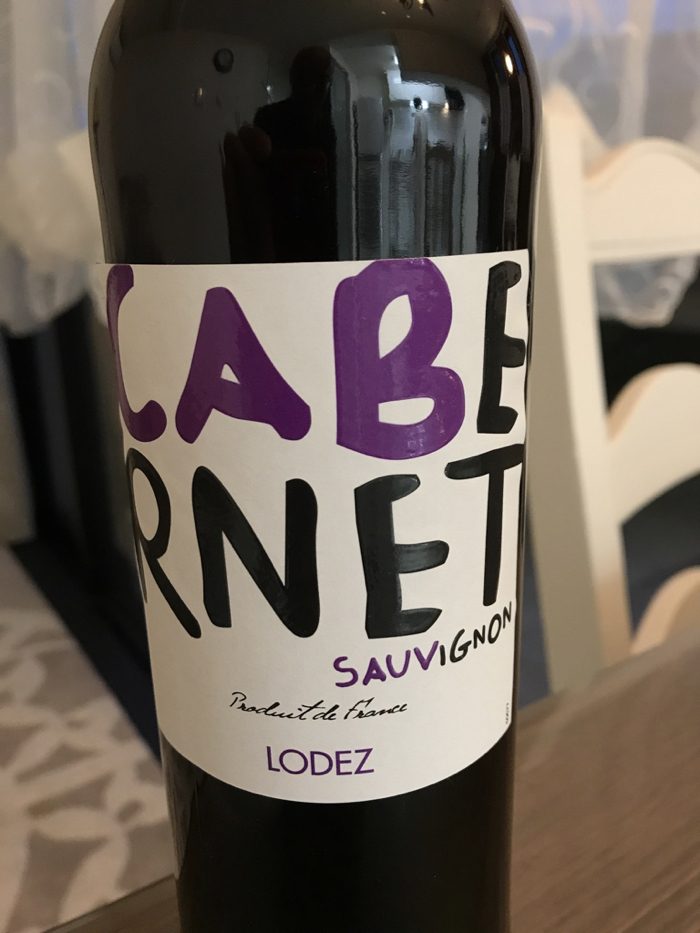 CABE
RNET
SAUVIGNON
Produit de France
LODEZ